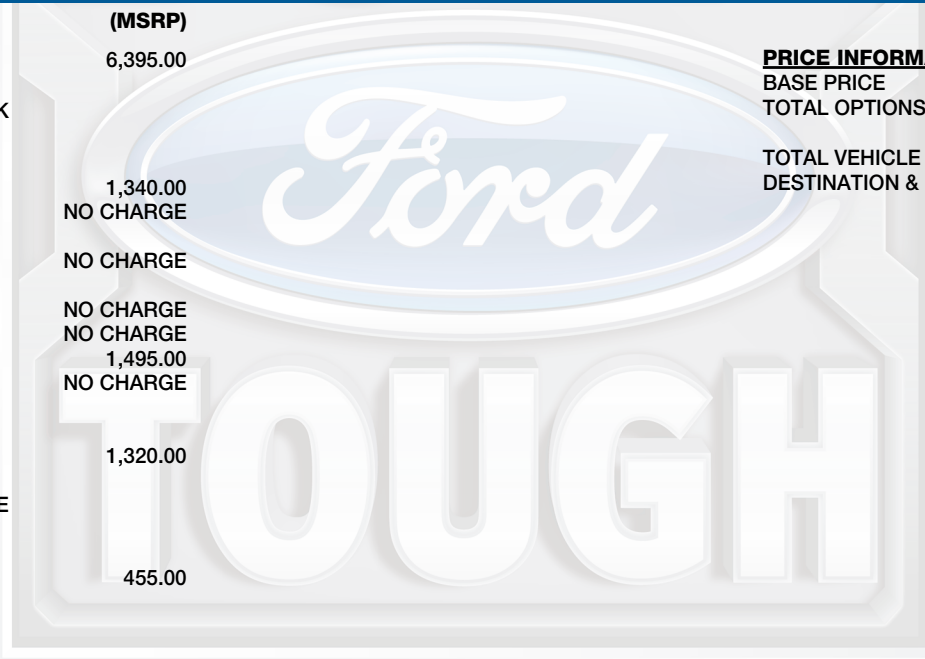 (MSRP)
6,395.00
K
1,340.00
NO CHARGE
NO CHARGE
NO CHARGE
NO CHARGE
1,495.00
NO CHARGE
1,320.00
E
455.00
PRICE INFORMA
BASE PRICE
TOTAL OPTIONS
TOTAL VEHICLE
DESTINATION &
Ford
TOUGH